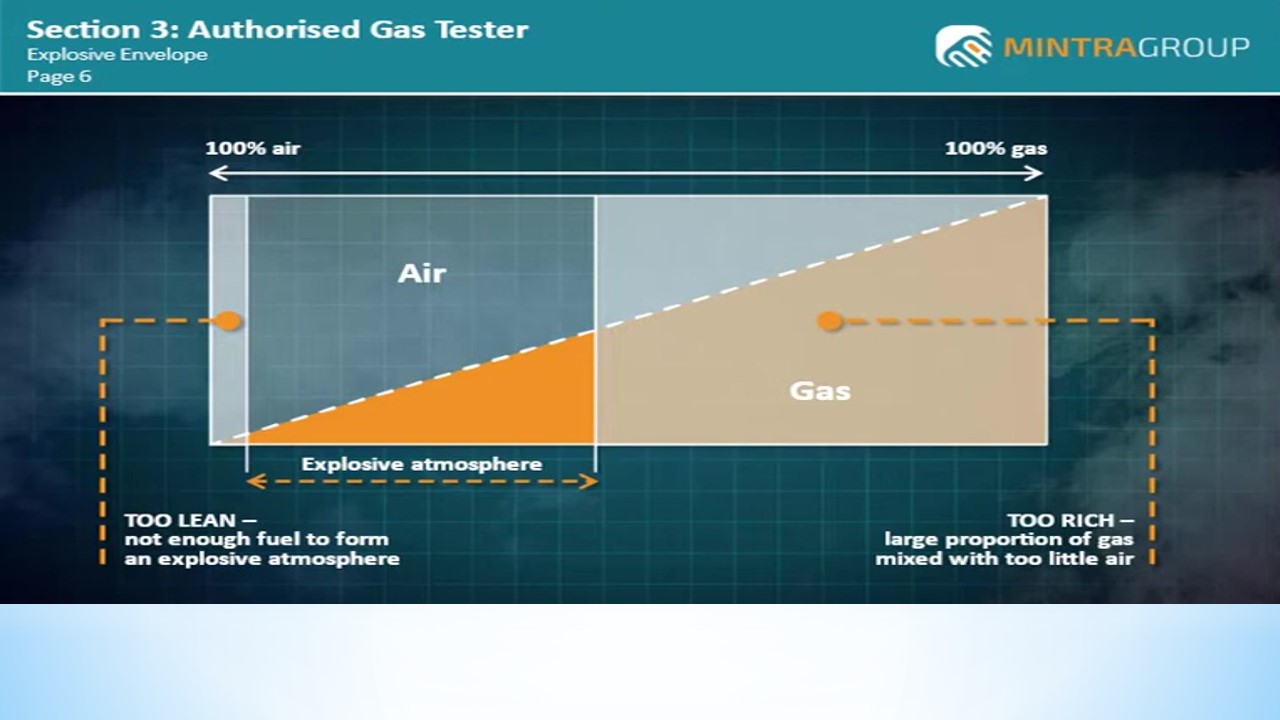 Section 3: Authorised Gas Tester
Explosive Envelope
Page 6
MINTRAGROUP
100% air
100% gas
Air
Gas
Explosive atmosphere
TOO LEAN –
not enough fuel to form
an explosive atmosphere
TOO RICH –
large proportion of gas
mixed with too little air